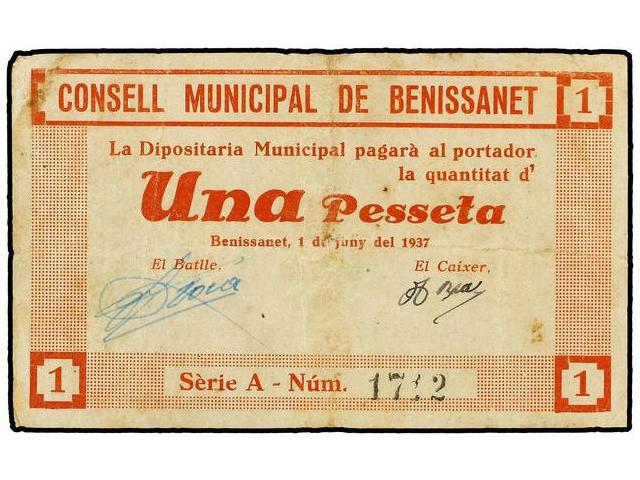 CONSELL MUNICIPAL DE BENISSANET 1
La Dipositaria Municipal pagarà al portador
la quantitat d'
Una Pesseta
Benissanet, 1 de juny del 1937
El Batlle, El Caixer,
1 Sèrie A - Núm. 1712 1